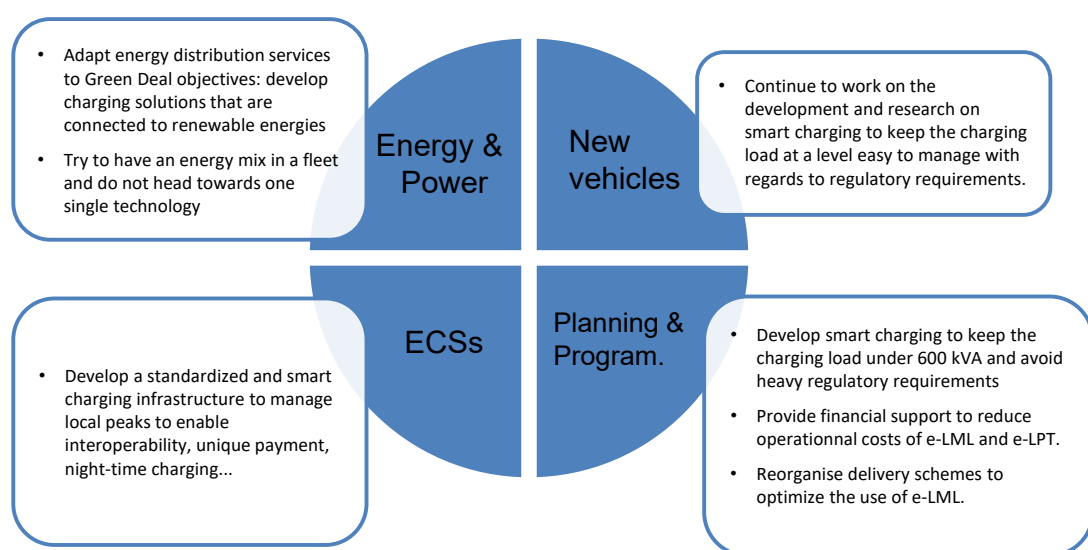 • Adapt energy distribution services
to Green Deal objectives: develop
charging solutions that are
connected to renewable energies
• Try to have an energy mix in a fleet
and do not head towards one
single technology
Energy &
Power
New
vehicles
• Continue to work on the
development and research on
smart charging to keep the charging
load at a level easy to manage with
regards to regulatory requirements.
• Develop a standardized and smart
charging infrastructure to manage
local peaks to enable
interoperability, unique payment,
night-time charging...
ECSs
Planning &
Program.
• Develop smart charging to keep the
charging load under 600 kVA and avoid
heavy regulatory requirements
• Provide financial support to reduce
operationnal costs of e-LML and e-LPT.
• Reorganise delivery schemes to
optimize the use of e-LML.